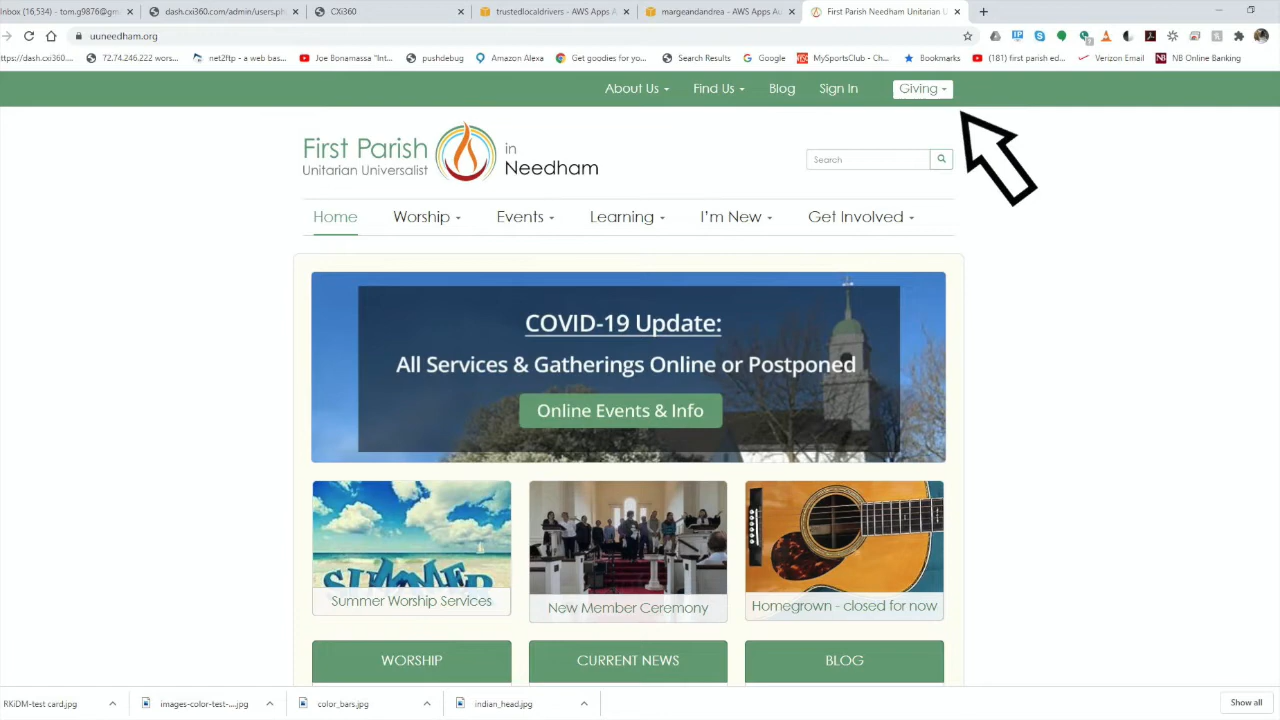 Inbox (16,534) - tom.g9876@gm
dash.cxi360.com/admin/users.ph
CXi360
trustedlocaldrivers - AWS Apps A
margeandandrea - AWS Apps Au
First Parish Needham Unitarian U
uuneedham.org
ttps://dash.cxi360....
72.74.246.222 wors...
net2ftp - a web bas...
Joe Bonamassa "Int...
pushdebug
Amazon Alexa
Get goodies for yo...
Search Results
Google
MySportsClub - Ch...
Bookmarks
(181) first parish ed...
Verizon Email
NB Online Banking
About Us
Find Us
Blog
Sign In
Giving
First Parish
Unitarian Universalist
in
Needham
Search
Home
Worship
Events
Learning
I'm New
Get Involved
COVID-19 Update:
All Services & Gatherings Online or Postponed
Online Events & Info
SUMMER
Summer Worship Services
New Member Ceremony
Homegrown - closed for now
WORSHIP
CURRENT NEWS
BLOG
RKiDM-test card.jpg
images-color-test-....jpg
color_bars.jpg
indian_head.jpg
Show all